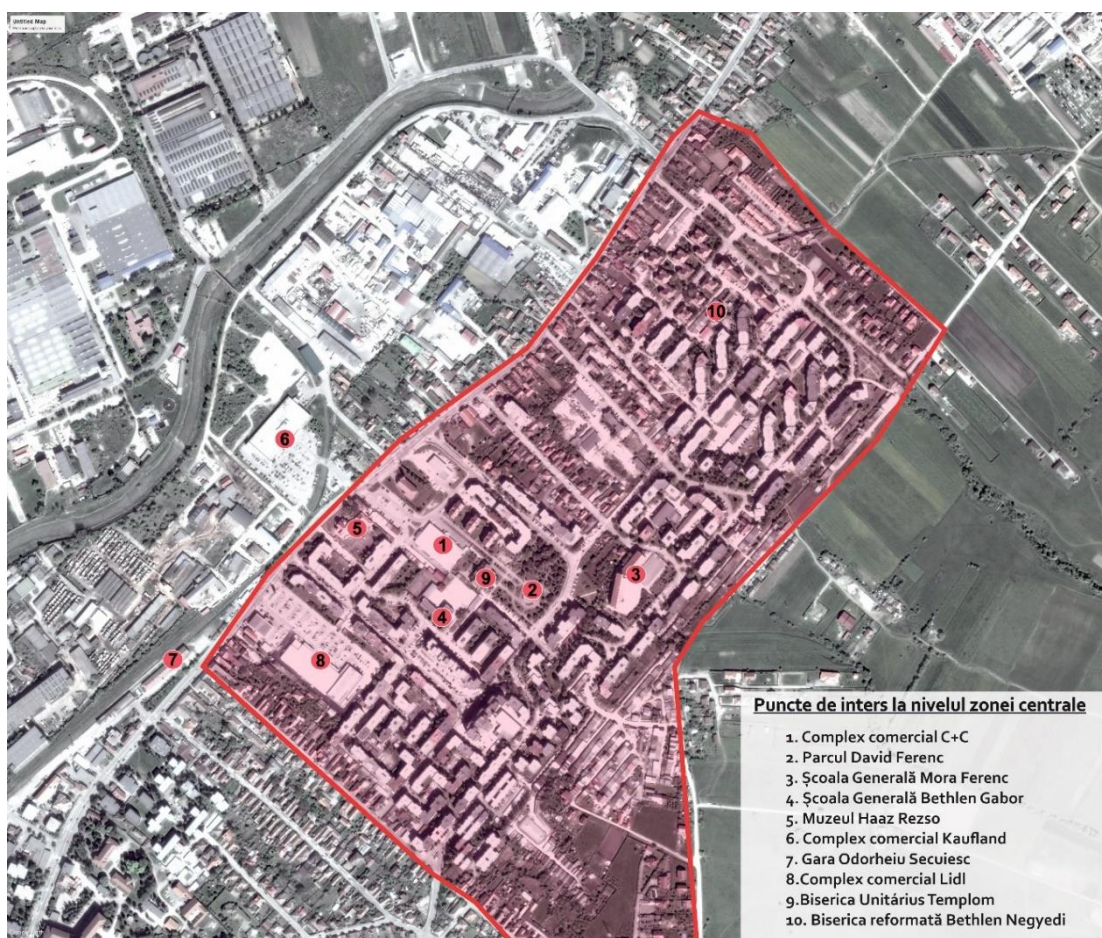 Untitled Map
10
6
5
1
9
2
3
4
7
8
Puncte de inters la nivelul zonei centrale
1. Complex comercial C+C
2. Parcul David Ferenc
3. Școala Generală Mora Ferenc
4. Școala Generală Bethlen Gabor
5. Muzeul Haaz Rezso
6. Complex comercial Kaufland
7. Gara Odorheiu Secuiesc
8.Complex comercial Lidl
9.Biserica Unitárius Templom
10. Biserica reformată Bethlen Negyedi